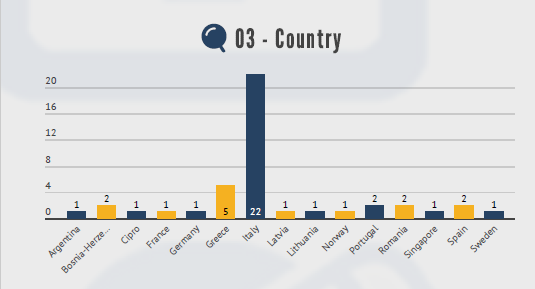 03 - Country
20
16
12
8
4
0
1
2
1
1
1
5
22
1
1
1
2
2
1
2
1
Argentina
Bosnia-Herze...
Cipro
France
Germany
Greece
Italy
Latvia
Lithuania
Norway
Portugal
Romania
Singapore
Spain
Sweden